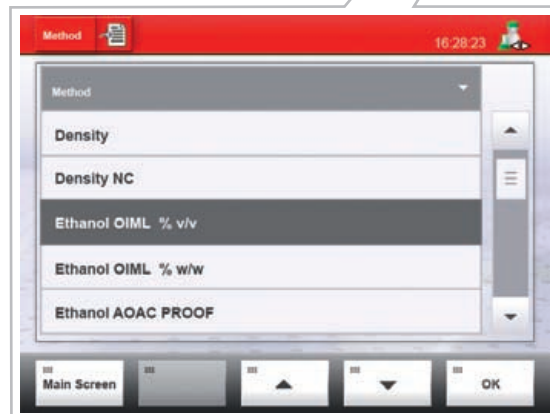 Method
16:28:23
Method
Density
Density NC
Ethanol OIML % v/v
Ethanol OIML % w/w
Ethanol AOAC PROOF
Main Screen
OK